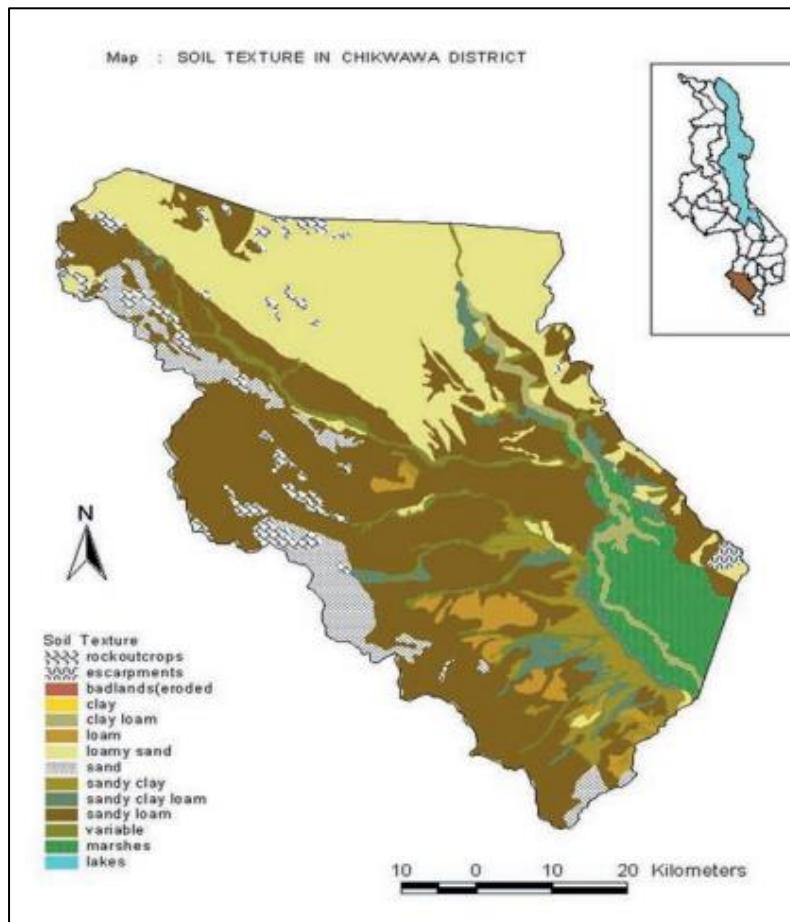 Map : SOIL TEXTURE IN CHIKWAWA DISTRICT
N
Soil Texture
rockoutcrops
escarpments
badlands(eroded
clay
clay loam
loam
loamy sand
sand
sandy clay
sandy clay loam
sandy loam
variable
marshes
lakes
10 0 10 20 Kilometers